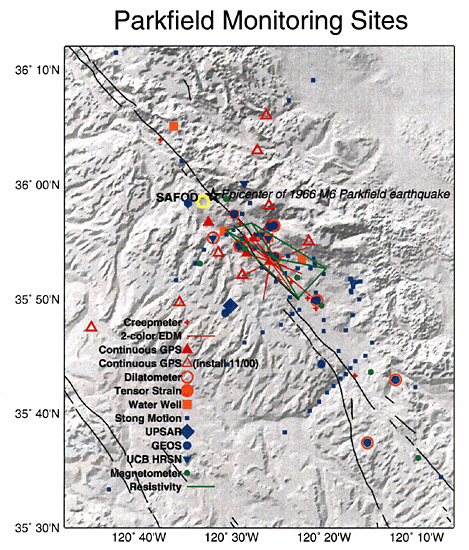 Parkfield Monitoring Sites
36˚ 10'N
36˚ 00'N
SAFOD
Epicenter of 1966 M6 Parkfield earthquake
35˚ 50'N
Creepmeter
2-color EDM
Continuous GPS
Continuous GPS (install 11/00)
Dilatometer
Tensor Strain
Water Well
35˚ 40'N
Stong Motion
UPSAR
GEOS
UCB HRSN
Magnetometer
Resistivity
35˚ 30'N
120˚ 40'W 120˚ 30'W 120˚ 20'W 120˚ 10'W